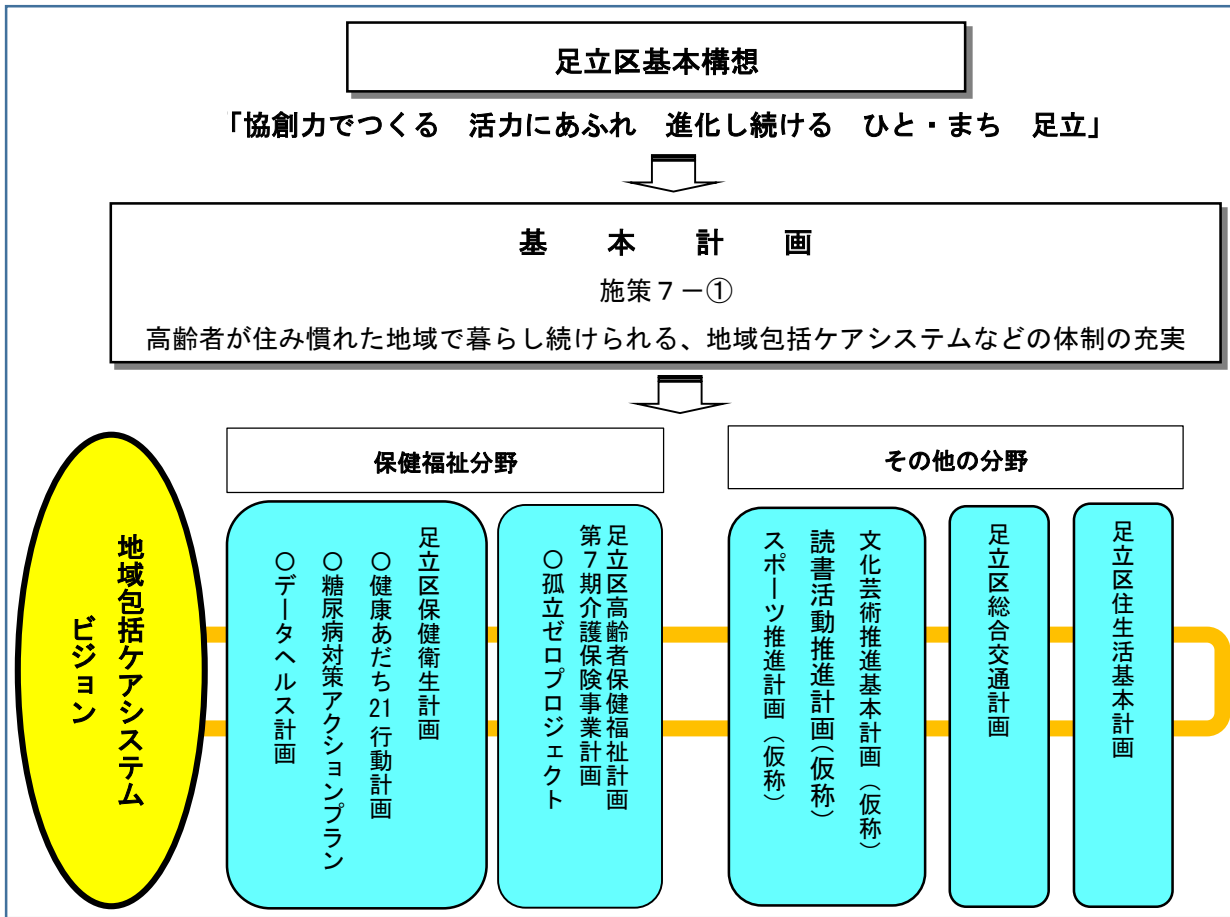 足立区基本構想
「協創力でつくる　活力にあふれ　進化し続ける　ひと・まち　足立」
基　本　計　画
施策７－①
高齢者が住み慣れた地域で暮らし続けられる、地域包括ケアシステムなどの体制の充実
地域包括ケアシステム
ビジョン
保健福祉分野
足立区保健衛生計画
○健康あだち21行動計画
○糖尿病対策アクションプラン
○データヘルス計画
足立区高齢者保健福祉計画
第７期介護保険事業計画
○孤立ゼロプロジェクト
その他の分野
文化芸術推進基本計画（仮称）
読書活動推進計画（仮称）
スポーツ推進計画（仮称）
足立区総合交通計画
足立区住生活基本計画